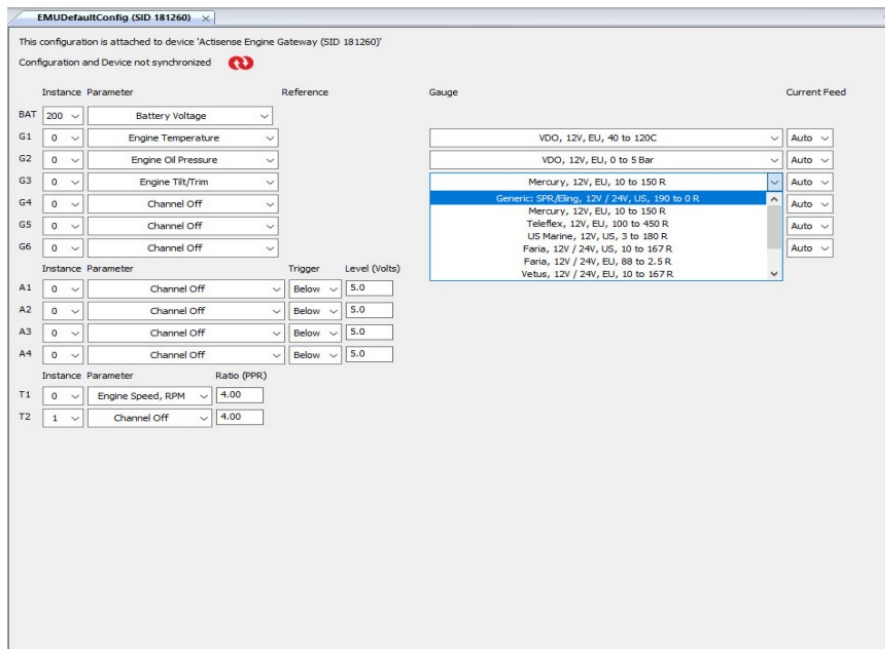 EMUDefaultConfig (SID 181260)
This configuration is attached to device 'Actisense Engine Gateway (SID 181260)'
Configuration and Device not synchronized
Instance Parameter Reference Gauge Current Feed
BAT 200 Battery Voltage
G1 0 Engine Temperature VDO, 12V, EU, 40 to 120C Auto
G2 0 Engine Oil Pressure VDO, 12V, EU, 0 to 5 Bar Auto
G3 0 Engine Tilt/Trim Mercury, 12V, EU, 10 to 150 R Auto
G4 0 Channel Off Generic: SPR/Eling, 12V / 24V, US, 190 to 0 R Auto
Mercury, 12V, EU, 10 to 150 R
G5 0 Channel Off Teleflex, 12V, EU, 100 to 450 R Auto
US Marine, 12V, US, 3 to 180 R
G6 0 Channel Off Faria, 12V / 24V, US, 10 to 167 R Auto
Faria, 12V / 24V, EU, 88 to 2.5 R
Instance Parameter Trigger Level (Volts) Vetus, 12V / 24V, EU, 10 to 167 R
A1 0 Channel Off Below 5.0
A2 0 Channel Off Below 5.0
A3 0 Channel Off Below 5.0
A4 0 Channel Off Below 5.0
Instance Parameter Ratio (PPR)
T1 0 Engine Speed, RPM 4.00
T2 1 Channel Off 4.00